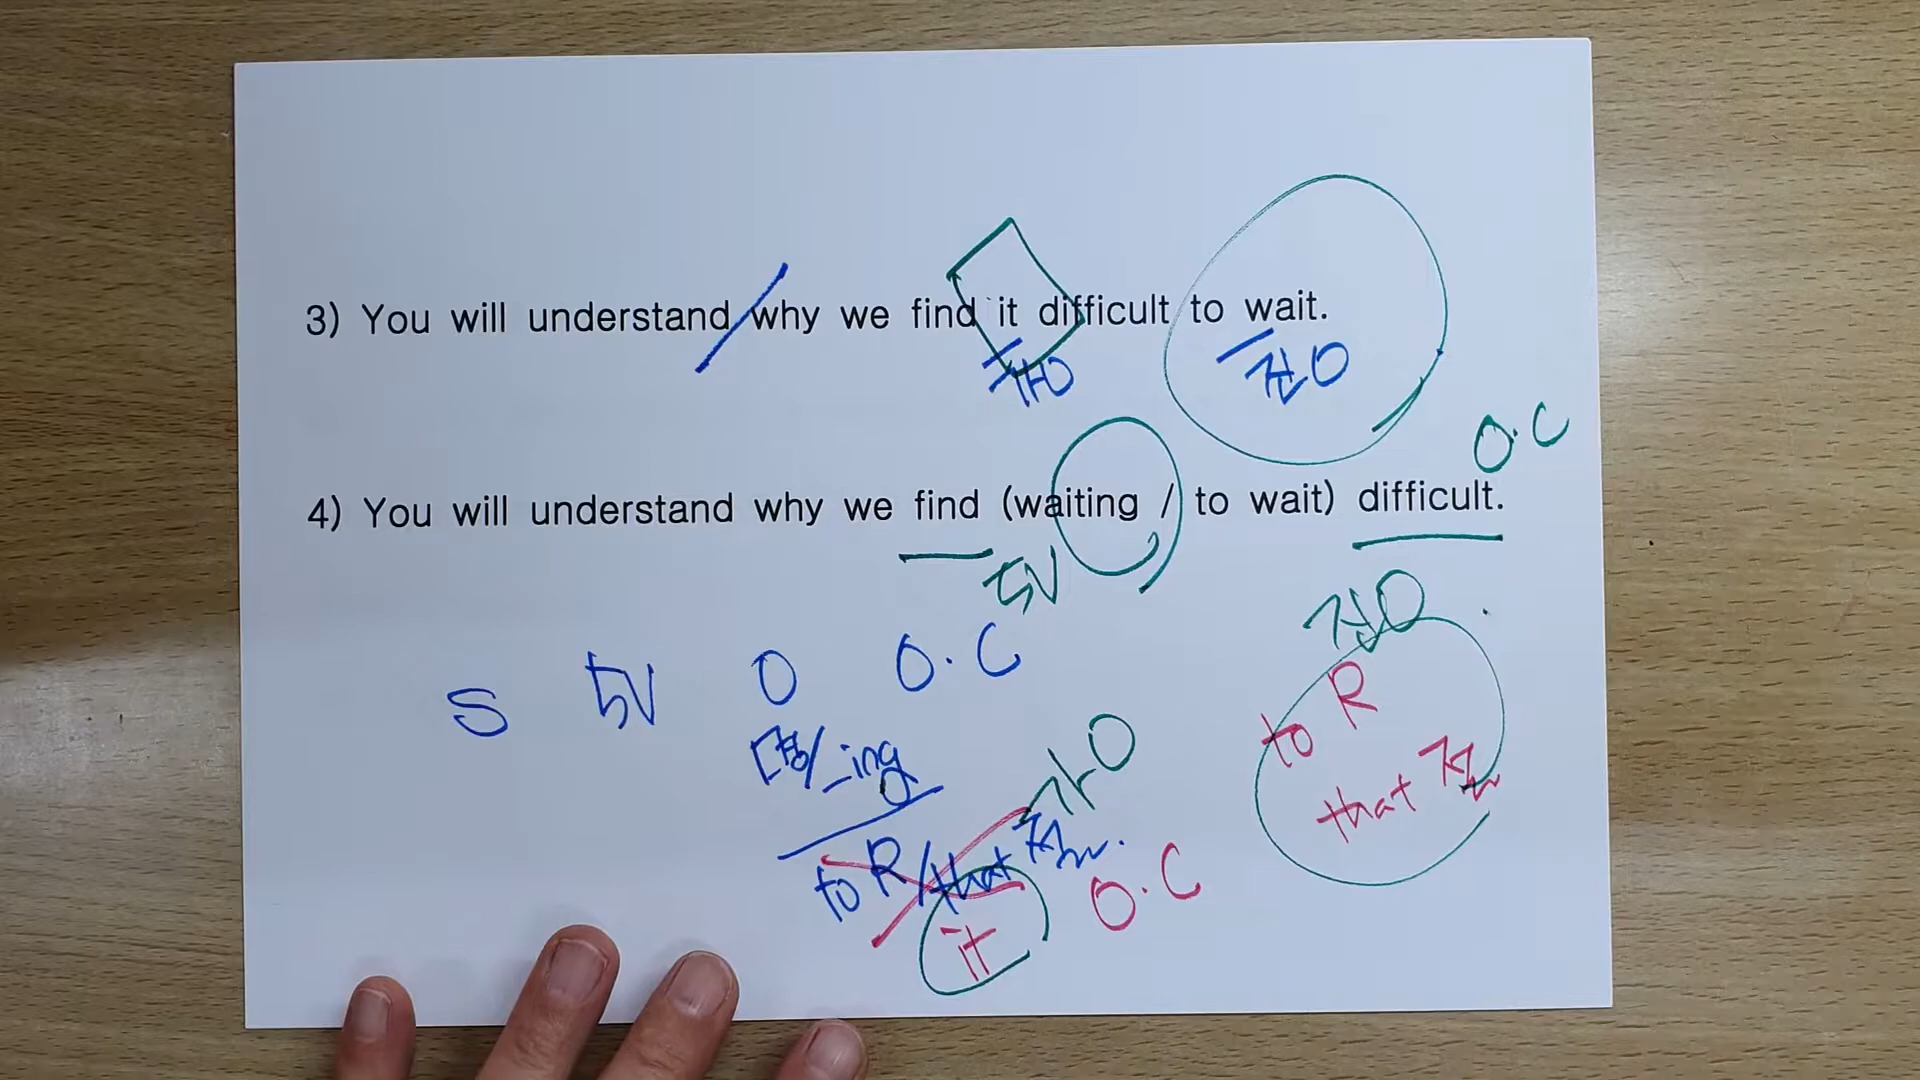 3) You will understand why we find it difficult to wait.
가O 진O
O.C
4) You will understand why we find (waiting / to wait) difficult.
5V
진O
S 5V O O.C
to R
명/-ing
that 절
가O
to R/that 절
it O.C